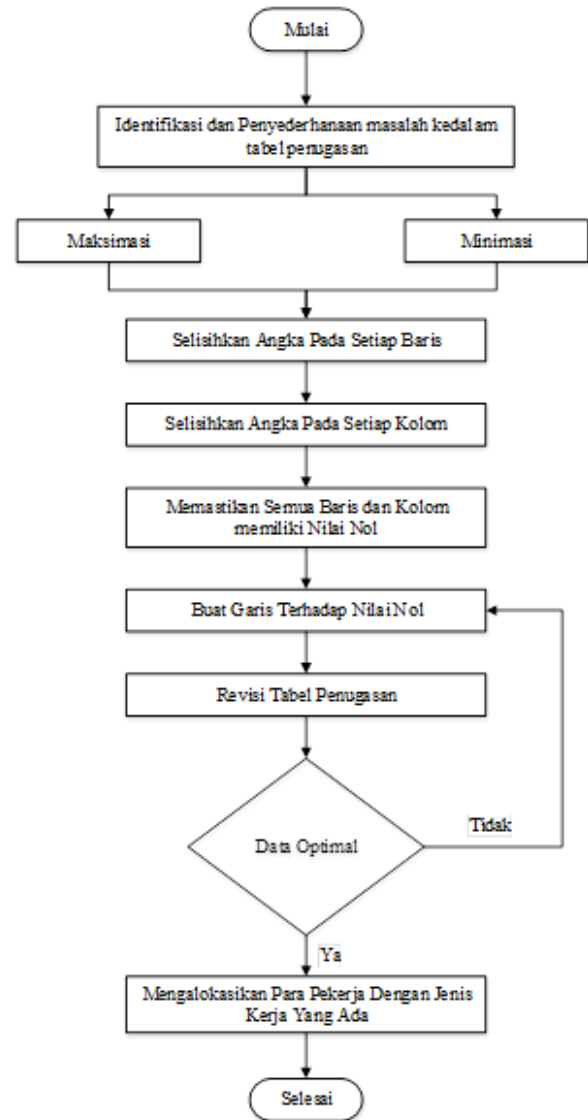 Mulai
Identifikasi dan Penyederhanaan masalah kedalam
tabel penugasan
Maksimasi
Minimasi
Selisihkan Angka Pada Setiap Baris
Selisihkan Angka Pada Setiap Kolom
Memastikan Semua Baris dan Kolom
memiliki Nilai Nol
Buat Garis Terhadap Nilai Nol
Revisi Tabel Penugasan
Data Optimal
Tidak
Ya
Mengalokasikan Para Pekerja Dengan Jenis
Kerja Yang Ada
Selesai